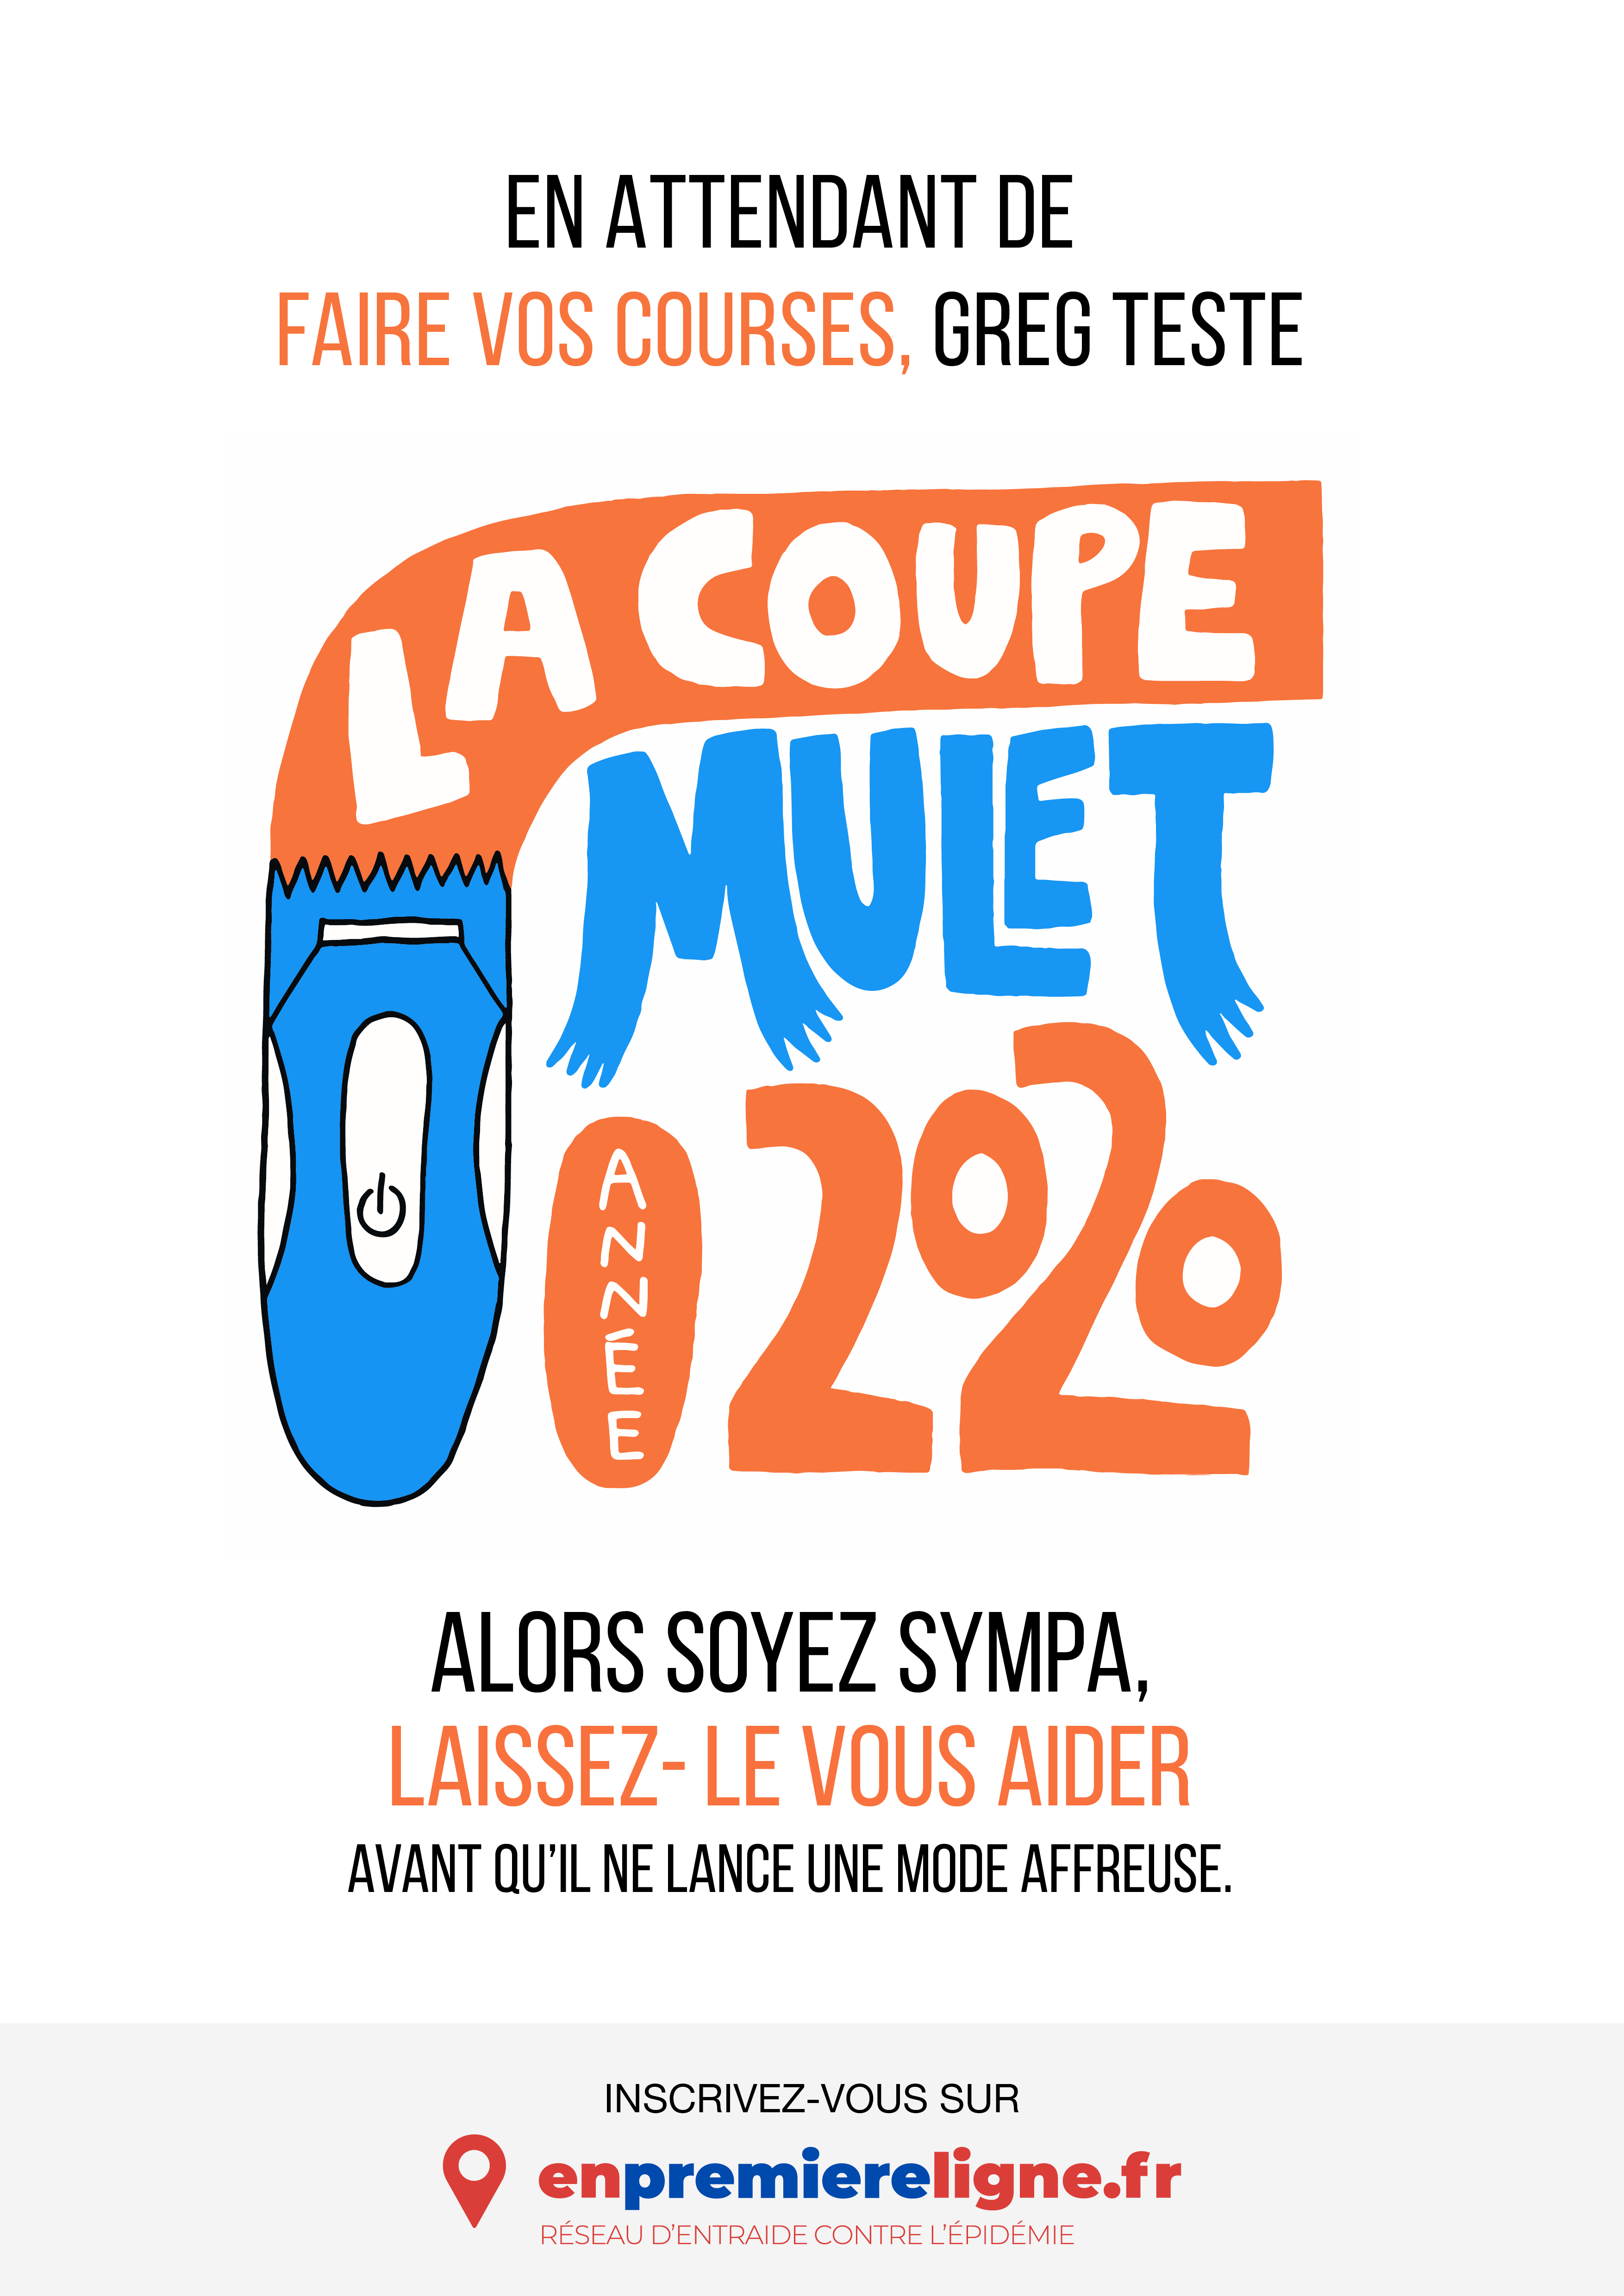 EN ATTENDANT DE
FAIRE VOS COURSES, GREG TESTE
LA COUPE
MULET
ANNÉE
2020
ALORS SOYEZ SYMPA,
LAISSEZ- LE VOUS AIDER
AVANT QU’IL NE LANCE UNE MODE AFFREUSE.
INSCRIVEZ-VOUS SUR
enpremiereligne.fr
RÉSEAU D’ENTRAIDE CONTRE L’ÉPIDÉMIE